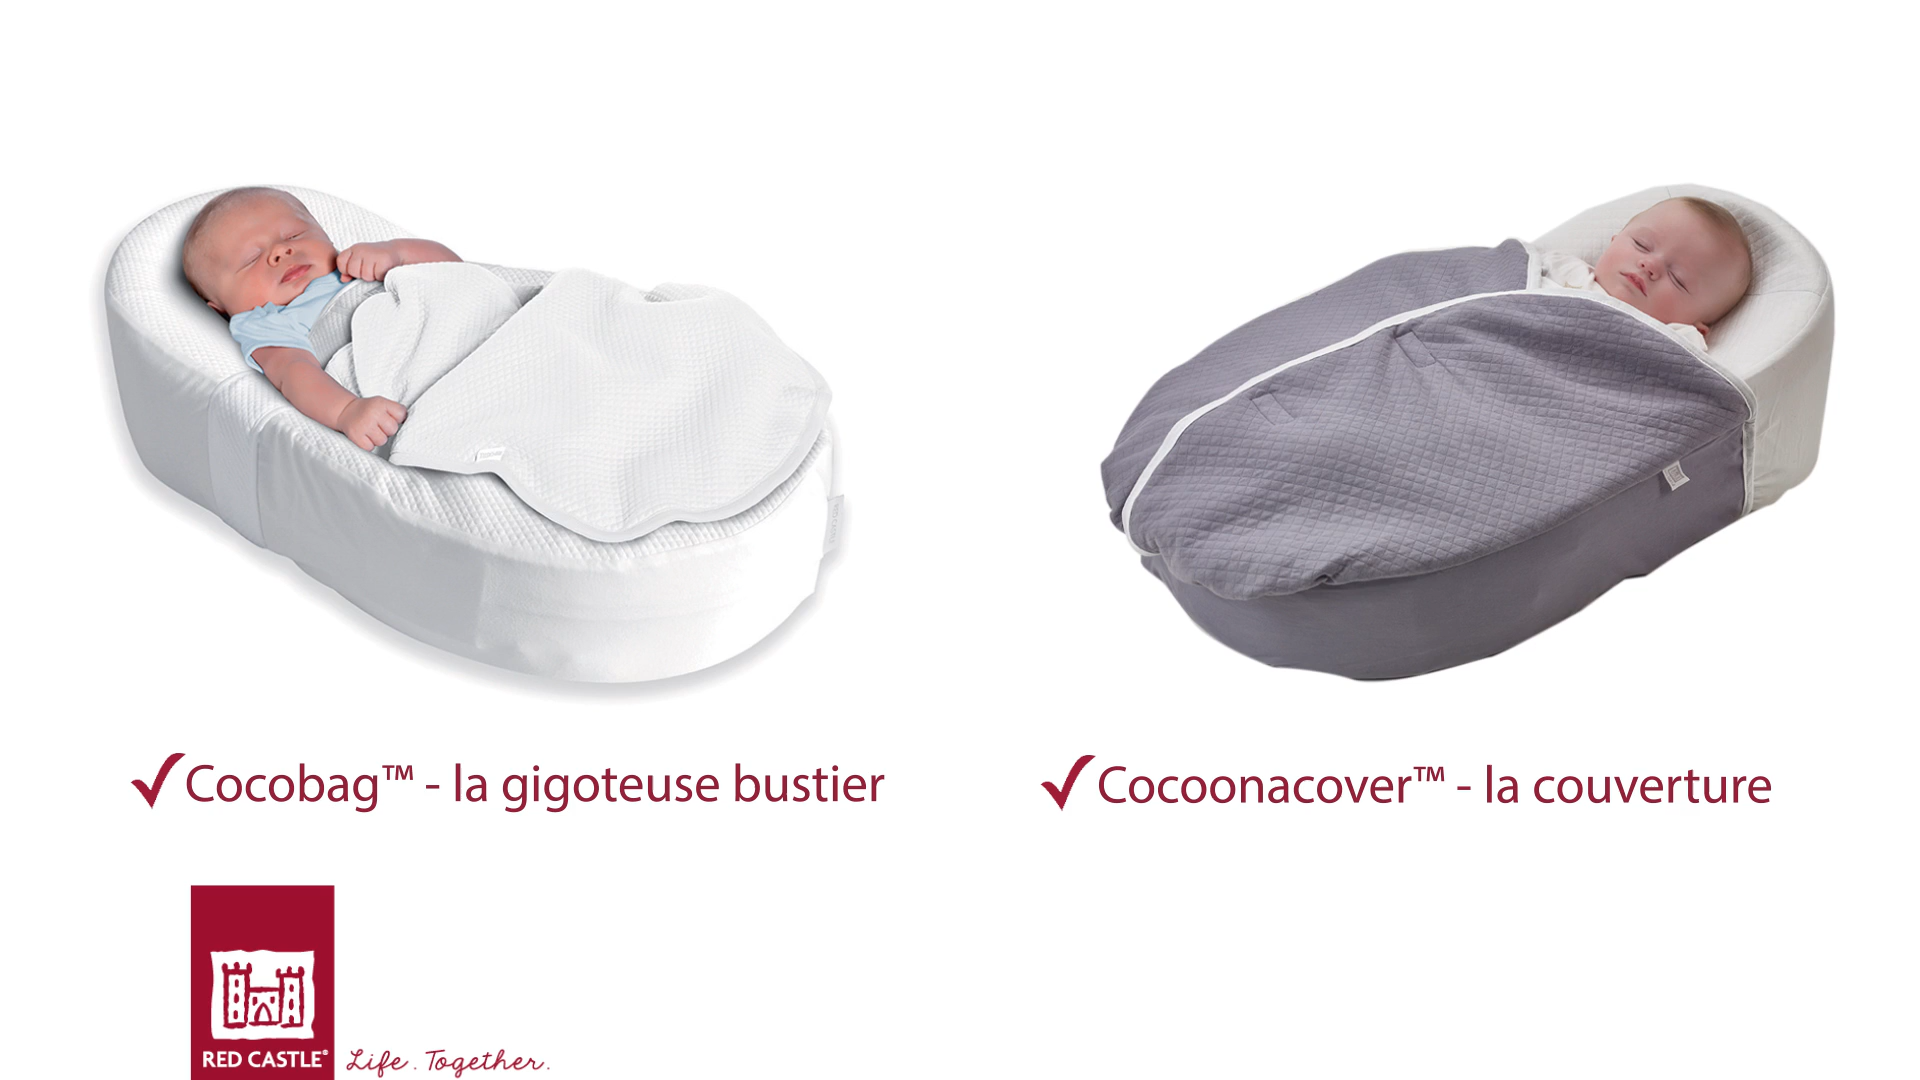 Cocobag™ - la gigoteuse bustier
Cocoonacover™ - la couverture
RED CASTLE®
Life. Together.